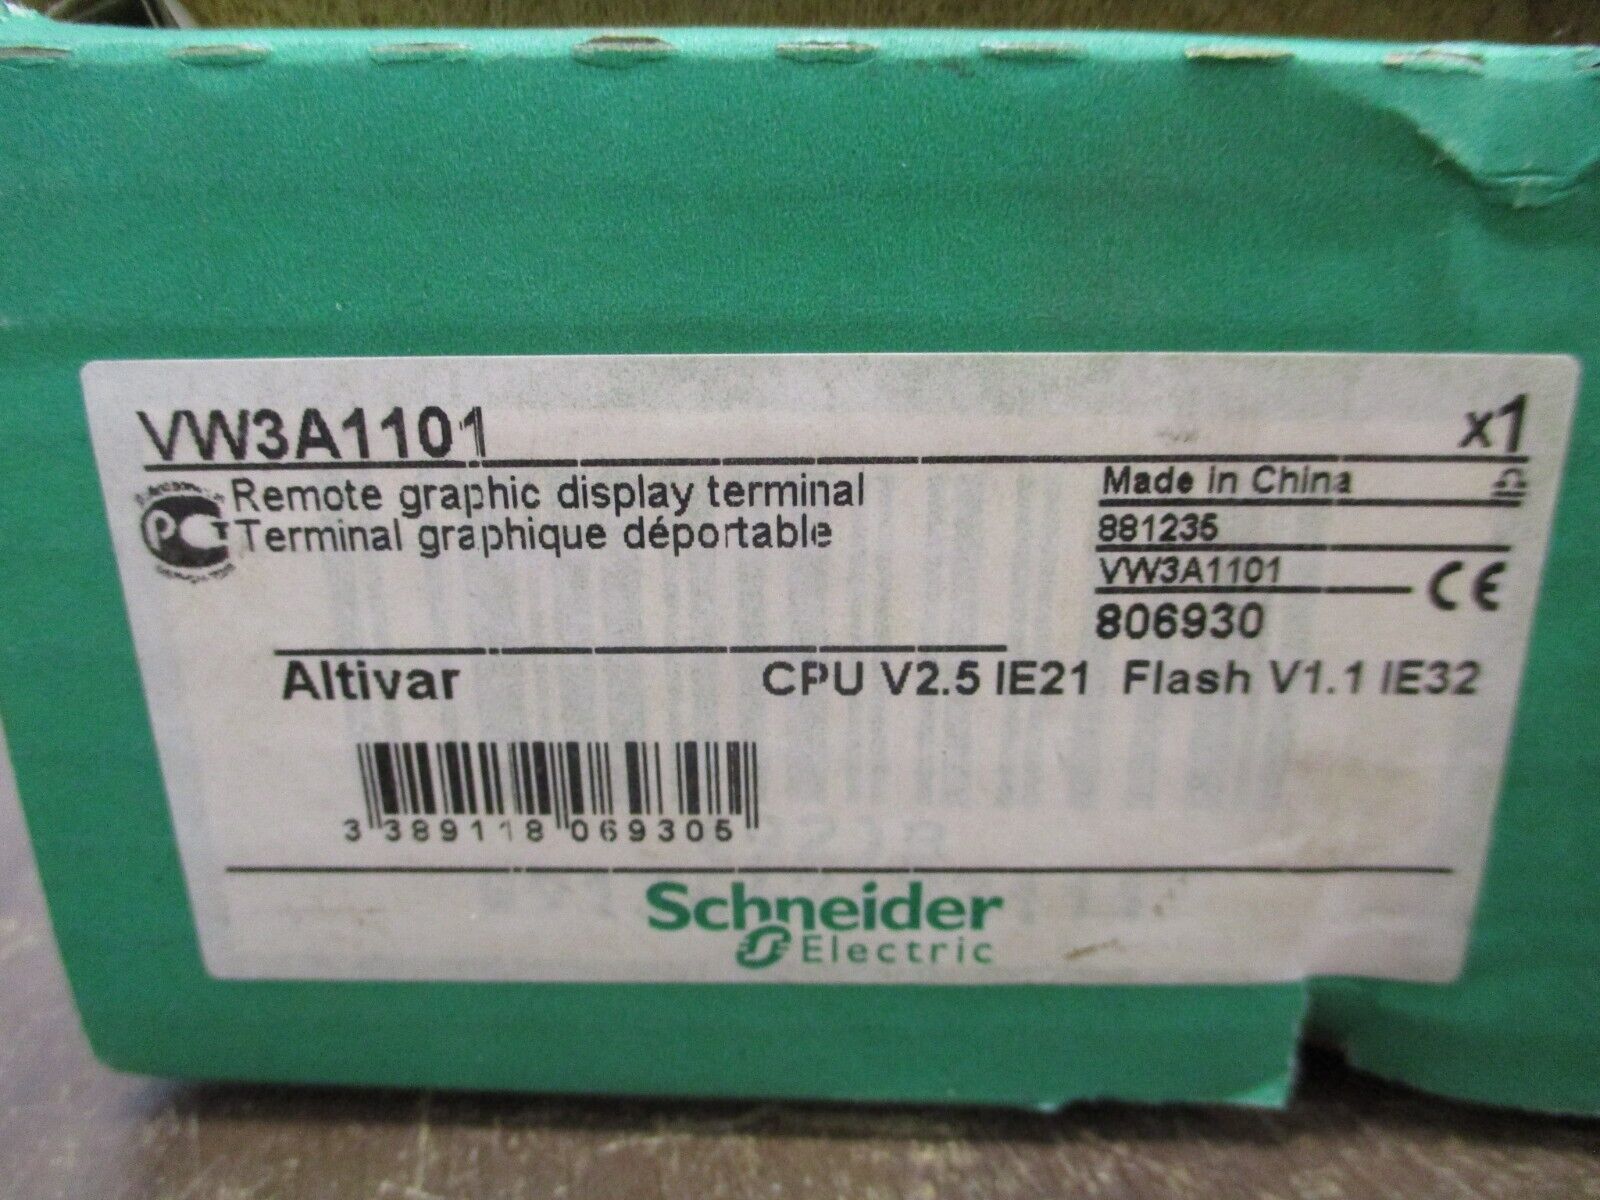 VW3A1101
x1
Remote graphic display terminal
Terminal graphique déportable
PCT
Made in China
881235
VW3A1101
806930
CE
Altivar
CPU V2.5 IE21 Flash V1.1 IE32
3 389118 069305
Schneider
Electric